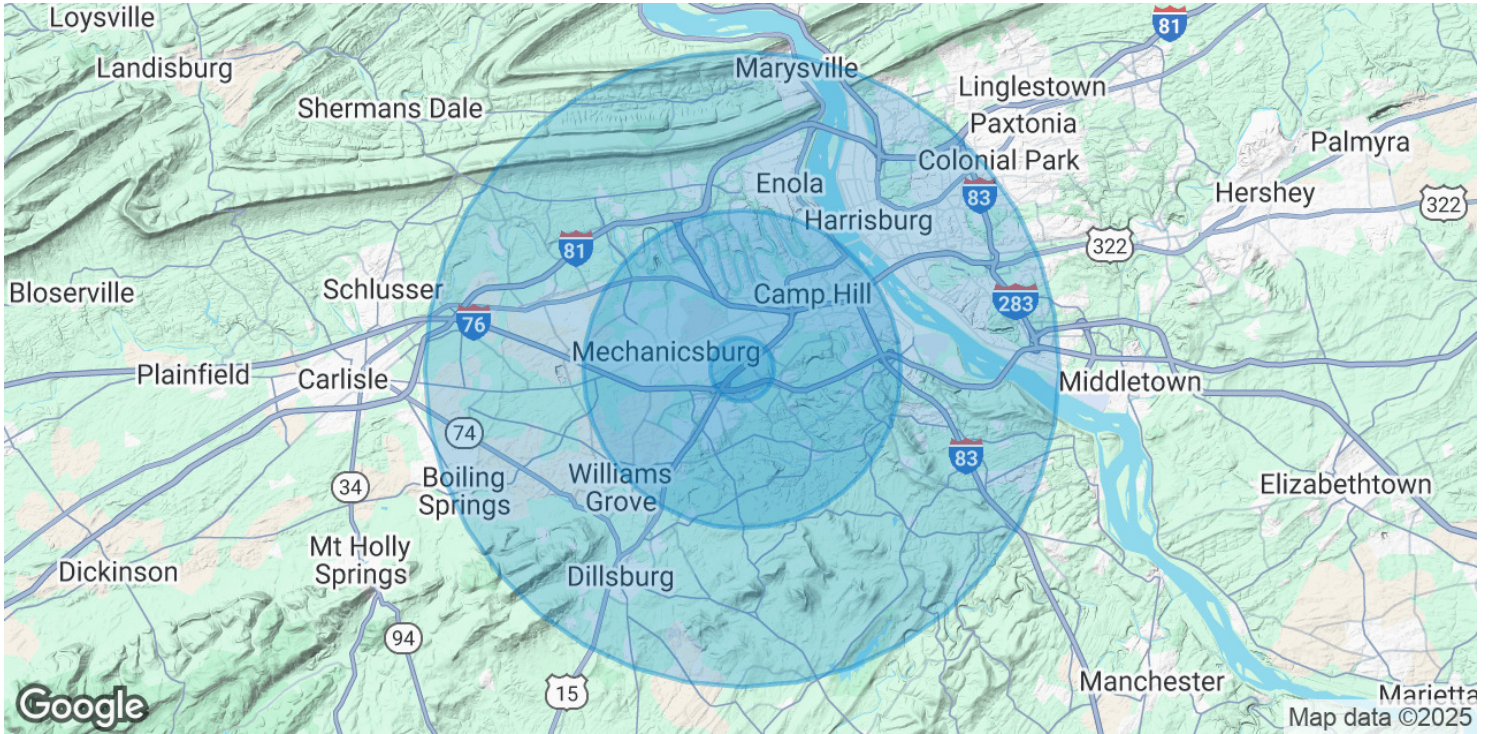 Loysville
81
Landisburg
Marysville
Linglestown
Shermans Dale
Paxtonia
Palmyra
Colonial Park
Enola
83
Hershey
322
Harrisburg
322
81
Bloserville
Schlusser
Camp Hill
283
76
Mechanicsburg
Plainfield
Carlisle
Middletown
74
83
Boiling
Springs
Williams
Grove
34
Elizabethtown
Mt Holly
Springs
Dickinson
Dillsburg
94
15
Manchester
Marietta
Google
Map data ©2025